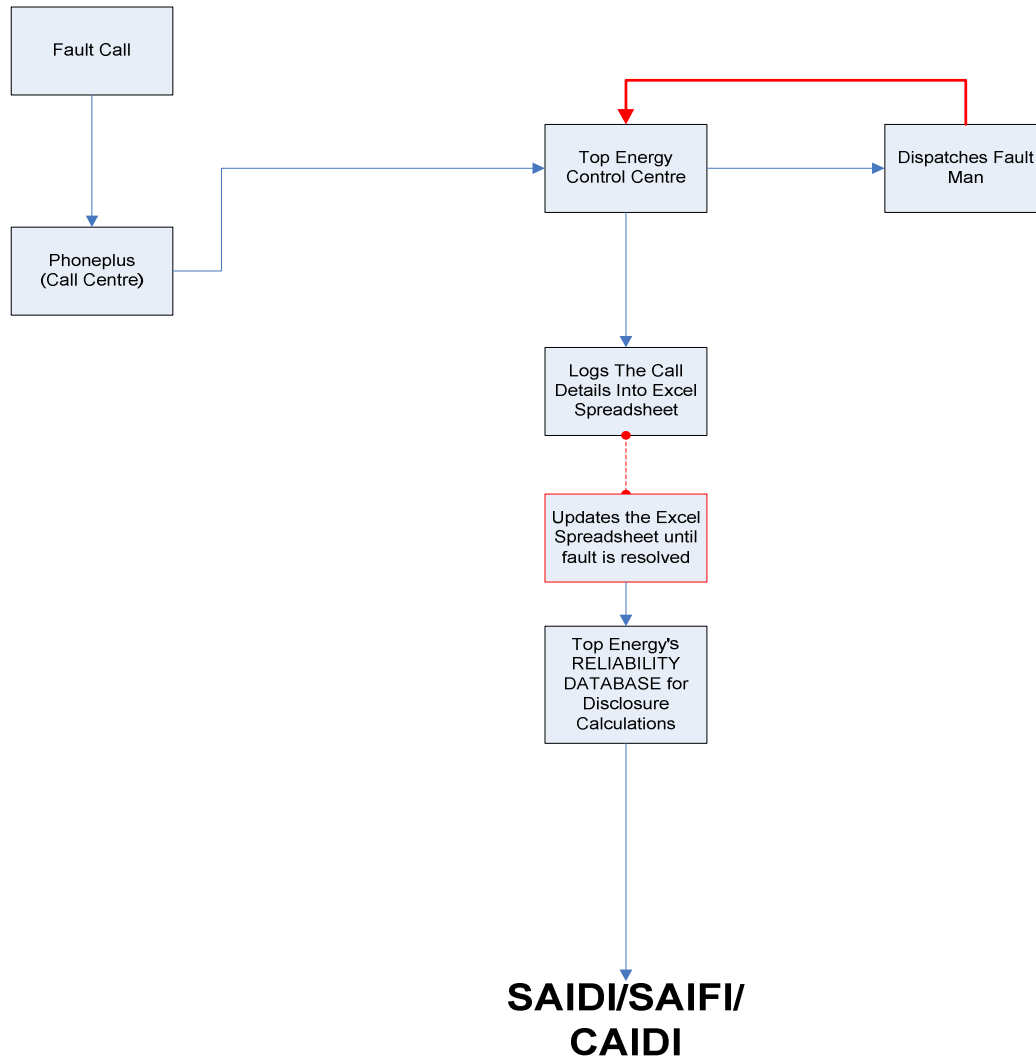 Fault Call
Top Energy
Control Centre
Dispatches Fault
Man
Phoneplus
(Call Centre)
Logs The Call
Details Into Excel
Spreadsheet
Updates the Excel
Spreadsheet until
fault is resolved
Top Energy's
RELIABILITY
DATABASE for
Disclosure
Calculations
SAIDI/SAIFI/
CAIDI